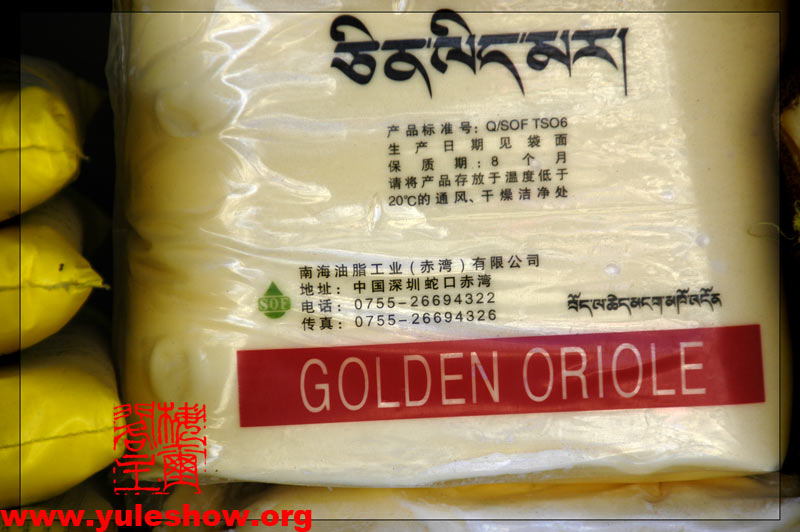 ཅིན་ལིང་མར།
产品标准号：Q/SOF TS06
生产日期见袋面
保质期：8个月
请将产品存放于温度低于
20℃的通风、干燥洁净处
南海油脂工业（赤湾）有限公司
地址：中国深圳蛇口赤湾
电话：0755-26694322
传真：0755-26694326
SOF
GOLDEN ORIOLE
www.yuleshow.org